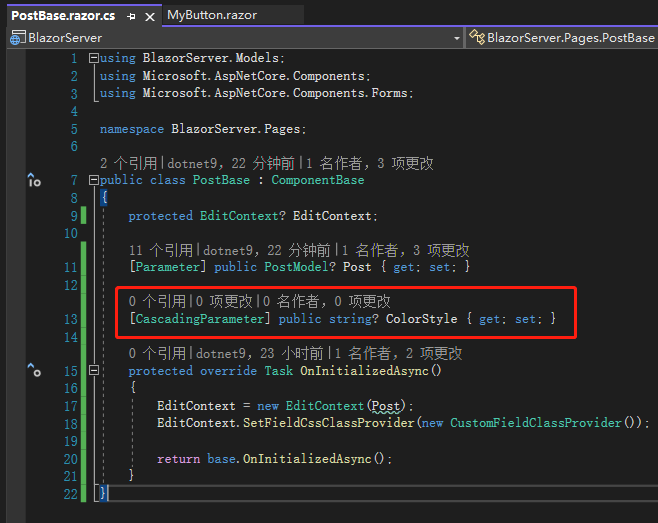 PostBase.razor.cs MyButton.razor
BlazorServer BlazorServer.Pages.PostBase
1 using BlazorServer.Models;
2 using Microsoft.AspNetCore.Components;
3 using Microsoft.AspNetCore.Components.Forms;
4
5 namespace BlazorServer.Pages;
6
2 个引用|dotnet9，22 分钟前|1 名作者，3 项更改
7 public class PostBase : ComponentBase
8 {
9 protected EditContext? EditContext;
10
11 个引用|dotnet9，22 分钟前|1 名作者，3 项更改
11 [Parameter] public PostModel? Post { get; set; }
12
0 个引用|0 项更改|0 名作者，0 项更改
13 [CascadingParameter] public string? ColorStyle { get; set; }
14
0 个引用|dotnet9，23 小时前|1 名作者，2 项更改
15 protected override Task OnInitializedAsync()
16 {
17 EditContext = new EditContext(Post);
18 EditContext.SetFieldCssClassProvider(new CustomFieldClassProvider());
19
20 return base.OnInitializedAsync();
21 }
22 }